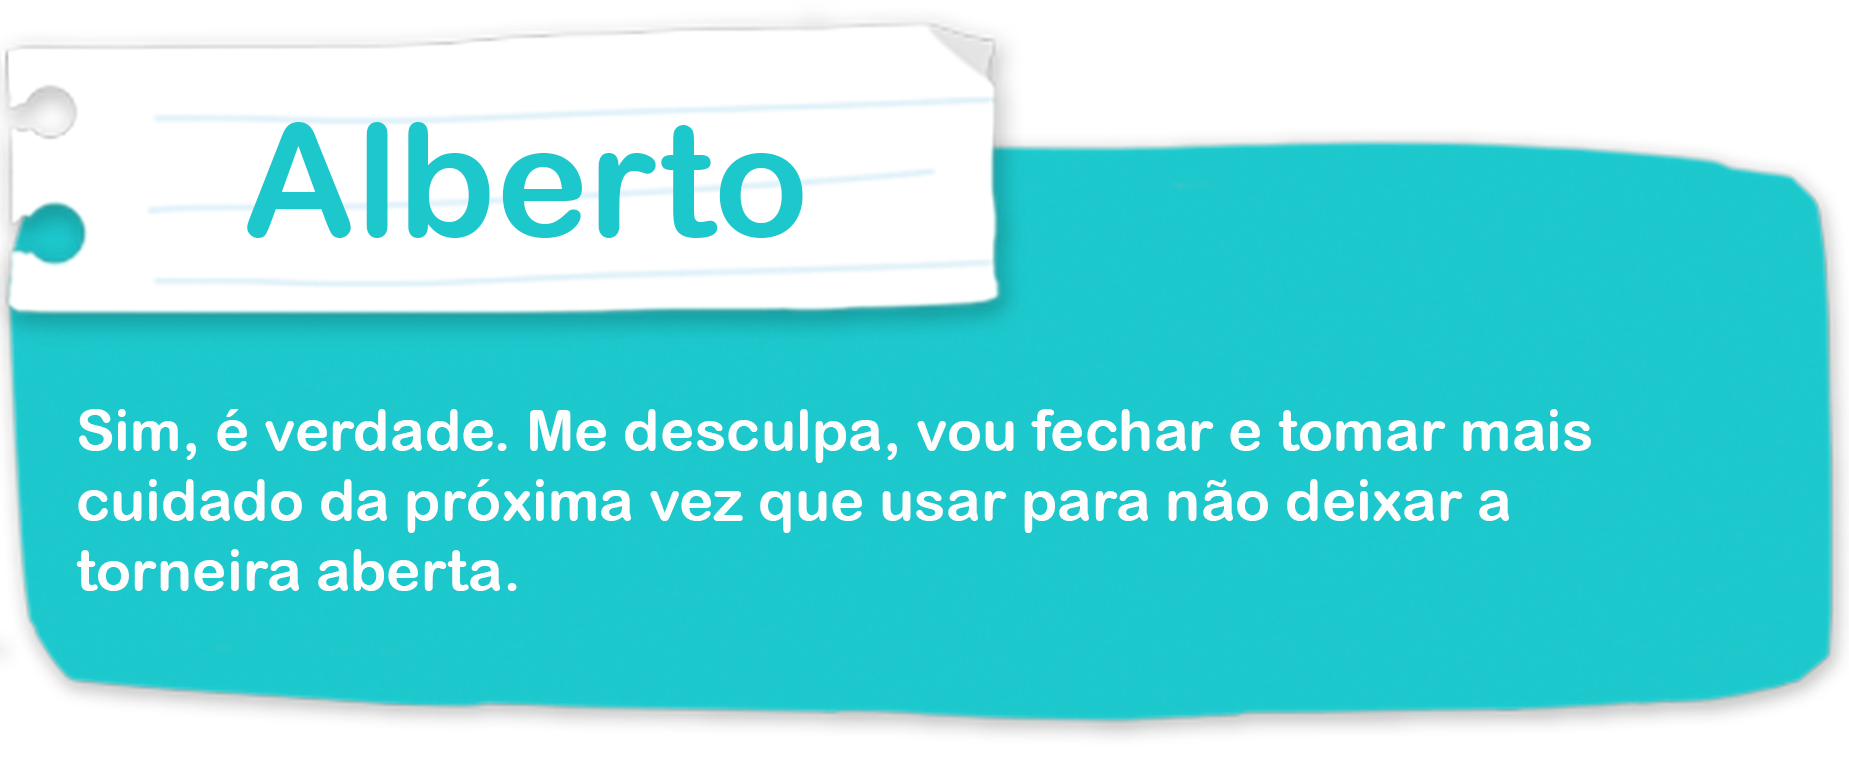 Alberto
Sim, é verdade. Me desculpa, vou fechar e tomar mais
cuidado da próxima vez que usar para não deixar a
torneira aberta.